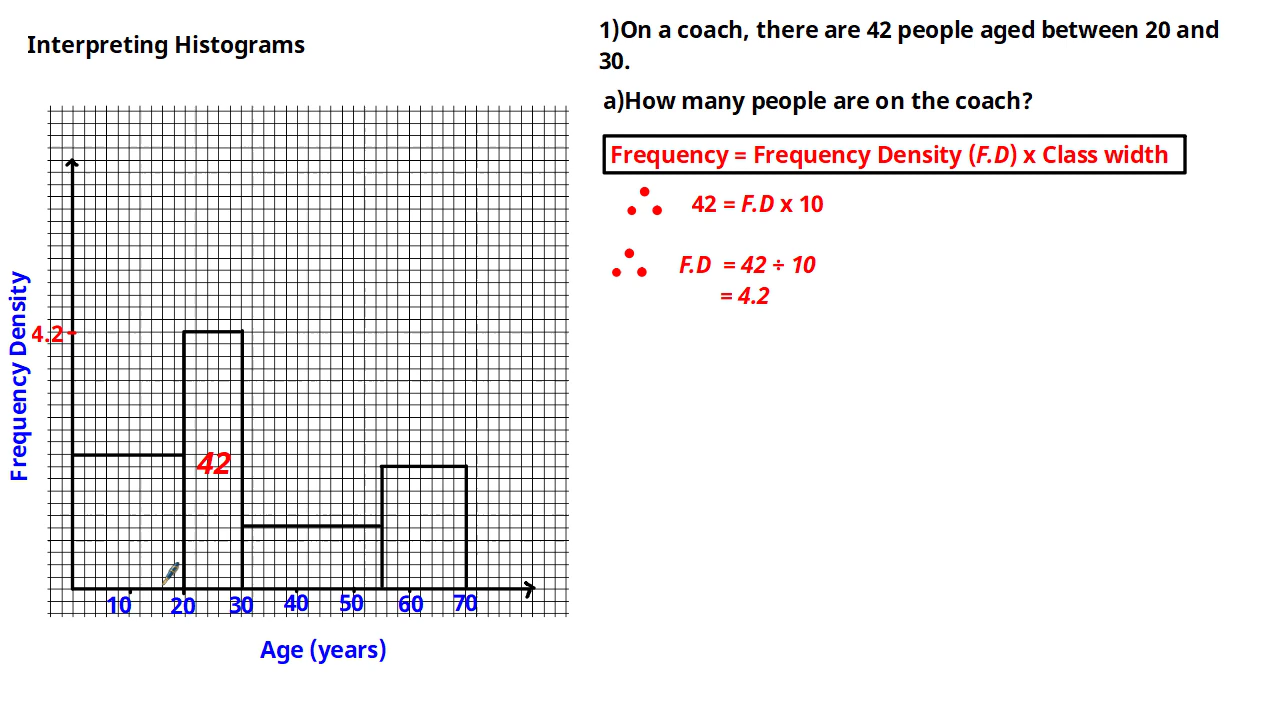 Interpreting Histograms
1)On a coach, there are 42 people aged between 20 and
30.
a)How many people are on the coach?
Frequency = Frequency Density (F.D) x Class width
∴ 42 = F.D x 10
∴ F.D = 42 ÷ 10
= 4.2
Frequency Density
4.2
42
10 20 30 40 50 60 70
Age (years)